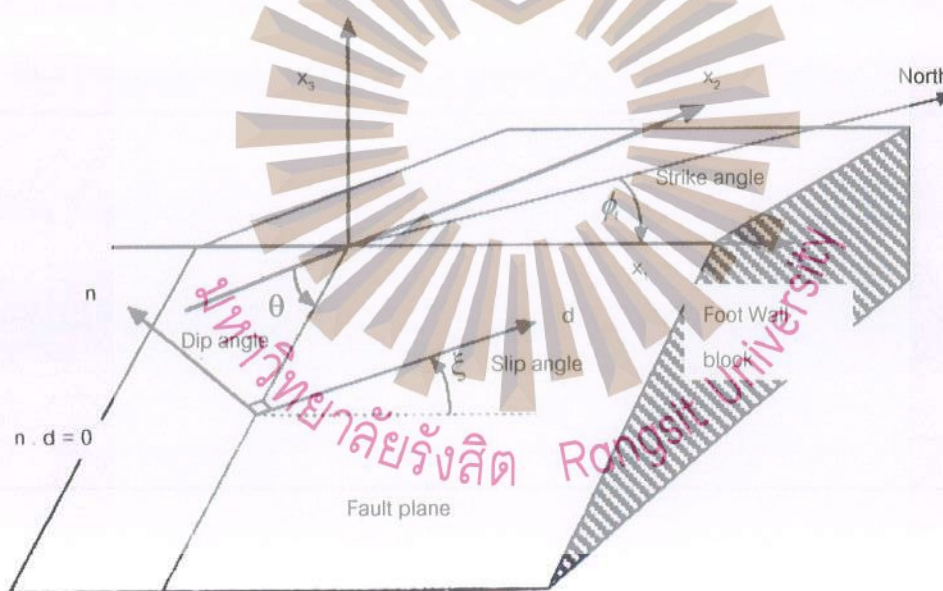 x₃
x₂
North
Strike angle
ϕ
x₁
n
θ
Dip angle
d
Foot Wall
block
ξ
Slip angle
n . d = 0
Fault plane
มหาวิทยาลัยรังสิต Rangsit University